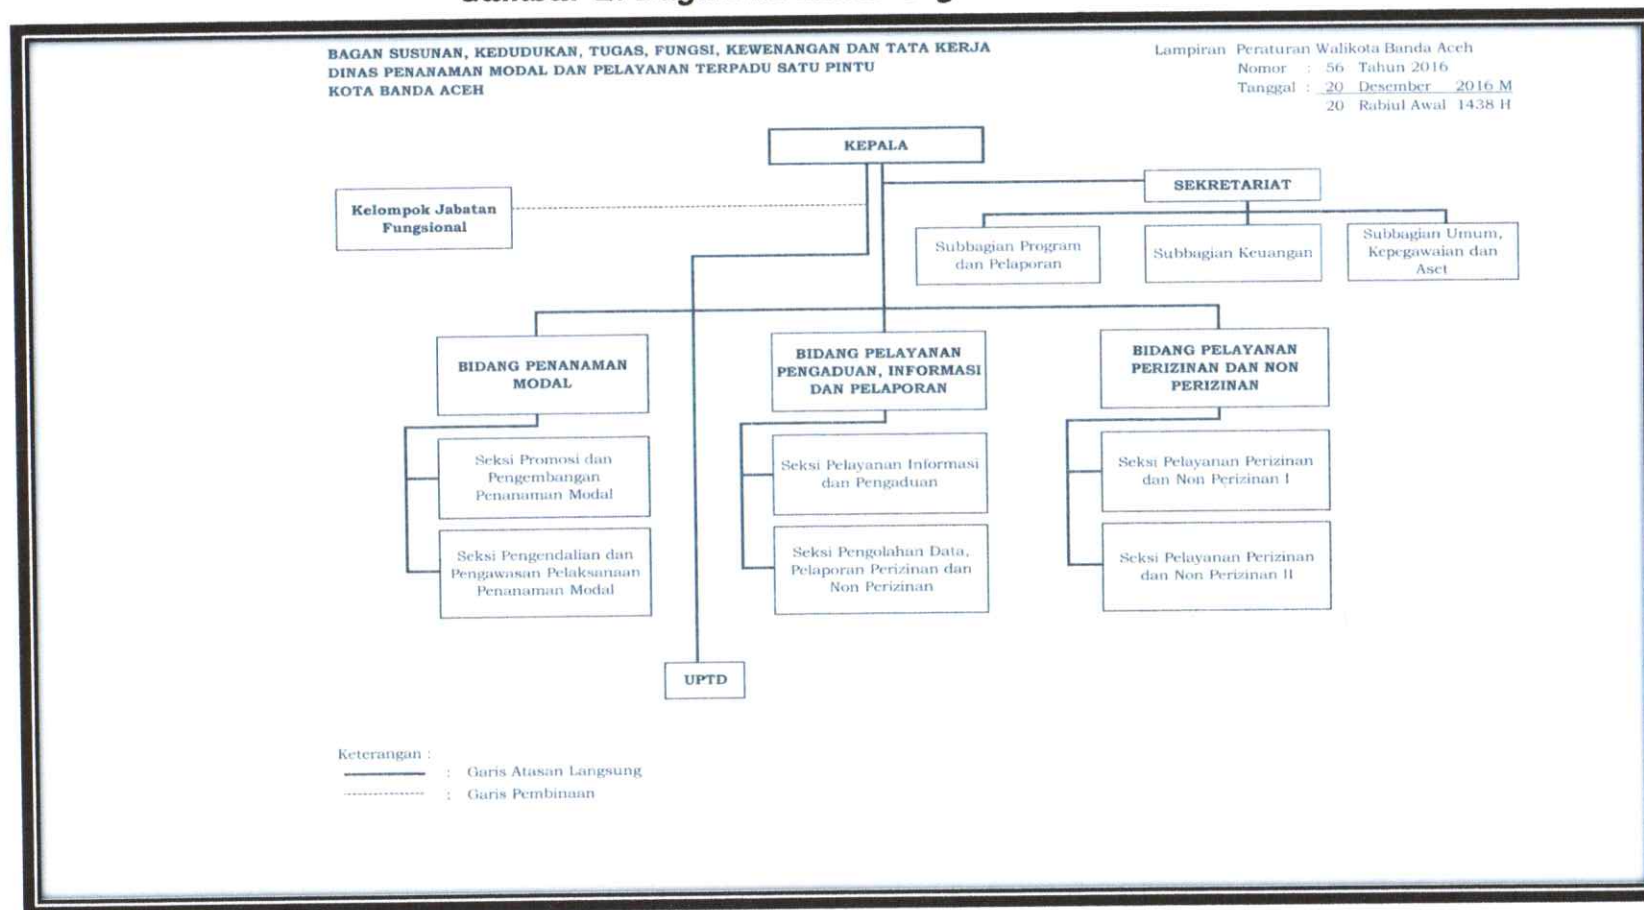 BAGAN SUSUNAN, KEDUDUKAN, TUGAS, FUNGSI, KEWENANGAN DAN TATA KERJA
DINAS PENANAMAN MODAL DAN PELAYANAN TERPADU SATU PINTU
KOTA BANDA ACEH
Lampiran Peraturan Walikota Banda Aceh
Nomor : 56 Tahun 2016
Tanggal : 20 Desember 2016 M
20 Rabiul Awal 1438 H
KEPALA
SEKRETARIAT
Kelompok Jabatan
Fungsional
Subbagian Program
dan Pelaporan
Subbagian Keuangan
Subbagian Umum,
Kepegawaian dan
Aset
BIDANG PENANAMAN
MODAL
BIDANG PELAYANAN
PENGADUAN, INFORMASI
DAN PELAPORAN
BIDANG PELAYANAN
PERIZINAN DAN NON
PERIZINAN
Seksi Promosi dan
Pengembangan
Penanaman Modal
Seksi Pelayanan Informasi
dan Pengaduan
Seksi Pelayanan Perizinan
dan Non Perizinan I
Seksi Pengendalian dan
Pengawasan Pelaksanaan
Penanaman Modal
Seksi Pengolahan Data,
Pelaporan Perizinan dan
Non Perizinan
Seksi Pelayanan Perizinan
dan Non Perizinan II
UPTD
Keterangan :
: Garis Atasan Langsung
: Garis Pembinaan